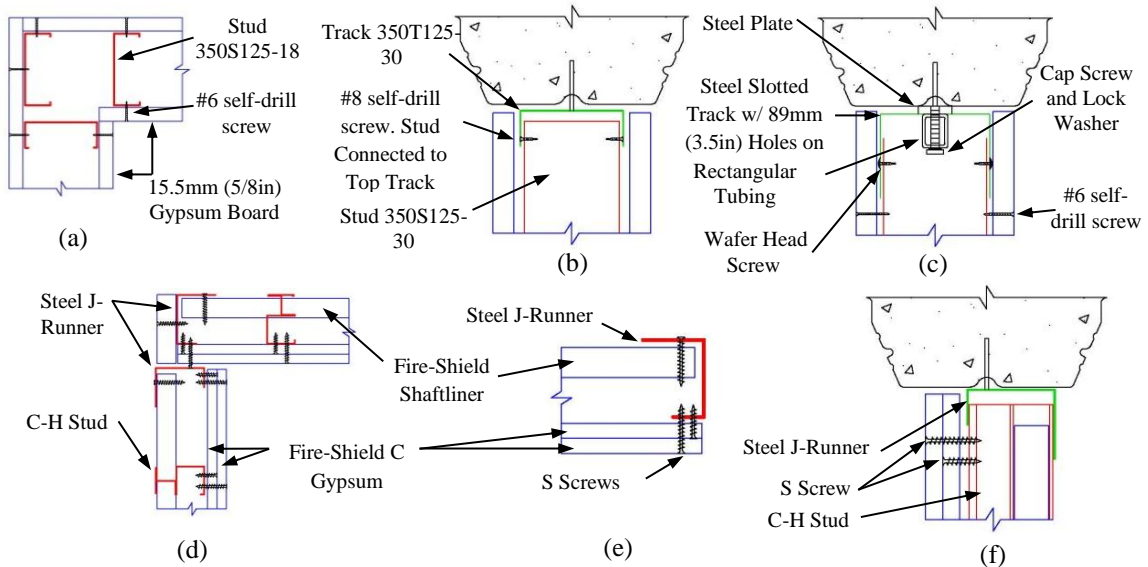 Stud
350S125-18
#6 self-drill
screw
15.5mm (5/8in)
Gypsum Board
(a)
Track 350T125-
30
#8 self-drill
screw. Stud
Connected to
Top Track
Stud 350S125-
30
(b)
Steel Plate
Steel Slotted
Track w/ 89mm
(3.5in) Holes on
Rectangular
Tubing
Wafer Head
Screw
Cap Screw
and Lock
Washer
#6 self-
drill screw
(c)
Steel J-
Runner
C-H Stud
Fire-Shield
Shaftliner
Fire-Shield C
Gypsum
(d)
Steel J-Runner
S Screws
(e)
Steel J-Runner
S Screw
C-H Stud
(f)